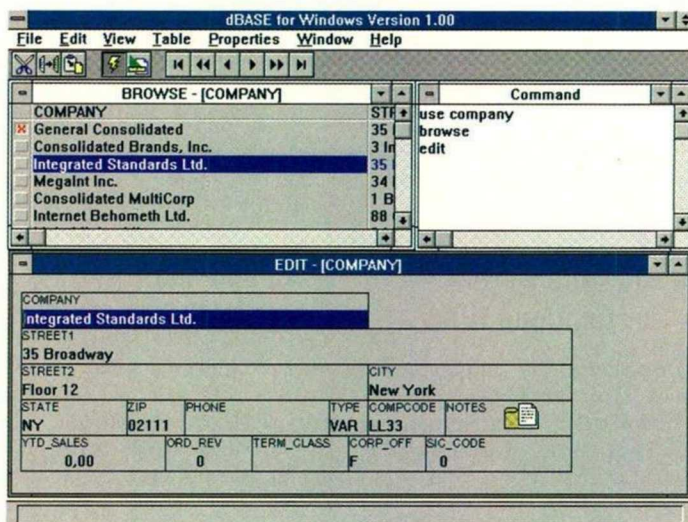 dBASE for Windows Version 1.00
File Edit View Table Properties Window Help
BROWSE - [COMPANY]
COMPANY STR
General Consolidated 35
Consolidated Brands, Inc. 3 In
Integrated Standards Ltd. 35
MegaInt Inc. 34
Consolidated MultiCorp 1 B
Internet Behometh Ltd. 88
Command
use company
browse
edit
EDIT - [COMPANY]
COMPANY
Integrated Standards Ltd.
STREET1
35 Broadway
STREET2 CITY
Floor 12 New York
STATE ZIP PHONE TYPE COMPCODE NOTES
NY 02111 VAR LL33
YTD_SALES ORD_REV TERM_CLASS CORP_OFF SIC_CODE
0,00 0 F 0